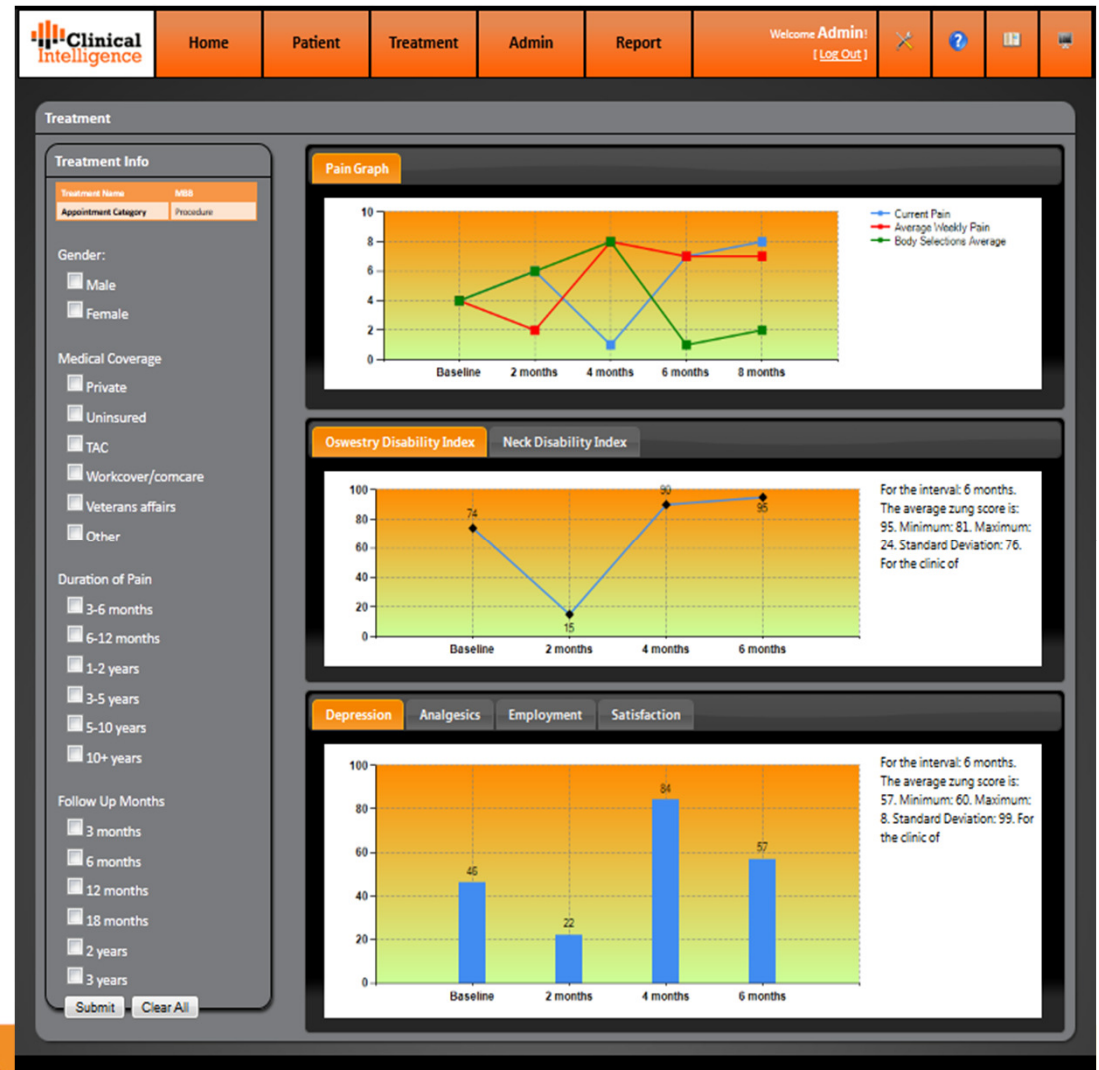 Clinical
Intelligence
Home
Patient
Treatment
Admin
Report
Welcome Admin!
[ Log Out ]
Treatment
Treatment Info
Treatment Name MBB
Appointment Category Procedure
Gender:
Male
Female
Medical Coverage
Private
Uninsured
TAC
Workcover/comcare
Veterans affairs
Other
Duration of Pain
3-6 months
6-12 months
1-2 years
3-5 years
5-10 years
10+ years
Follow Up Months
3 months
6 months
12 months
18 months
2 years
3 years
Submit Clear All
Pain Graph
10
8
6
4
2
0
Baseline 2 months 4 months 6 months 8 months
Current Pain
Average Weekly Pain
Body Selections Average
Oswestry Disability Index Neck Disability Index
100
80
60
40
20
0
74
15
90
95
Baseline 2 months 4 months 6 months
For the interval: 6 months.
The average zung score is:
95. Minimum: 81. Maximum:
24. Standard Deviation: 76.
For the clinic of
Depression Analgesics Employment Satisfaction
100
80
60
40
20
0
46
22
84
57
Baseline 2 months 4 months 6 months
For the interval: 6 months.
The average zung score is:
57. Minimum: 60. Maximum:
8. Standard Deviation: 99. For
the clinic of